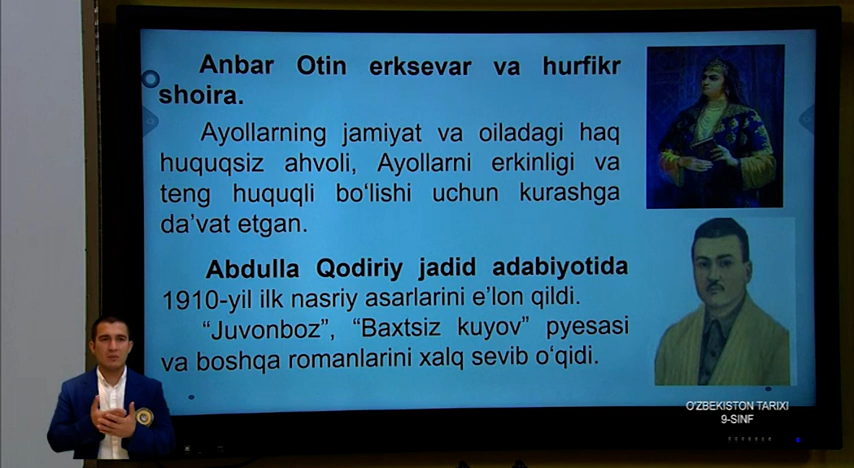 Anbar Otin erksevar va hurfikr
shoira.
Ayollarning jamiyat va oiladagi haq
huquqsiz ahvoli, Ayollarni erkinligi va
teng huquqli bo‘lishi uchun kurashga
da’vat etgan.
Abdulla Qodiriy jadid adabiyotida
1910-yil ilk nasriy asarlarini e’lon qildi.
“Juvonboz”, “Baxtsiz kuyov” pyesasi
va boshqa romanlarini xalq sevib o‘qidi.
O'ZBEKISTON TARIXI
9-SINF